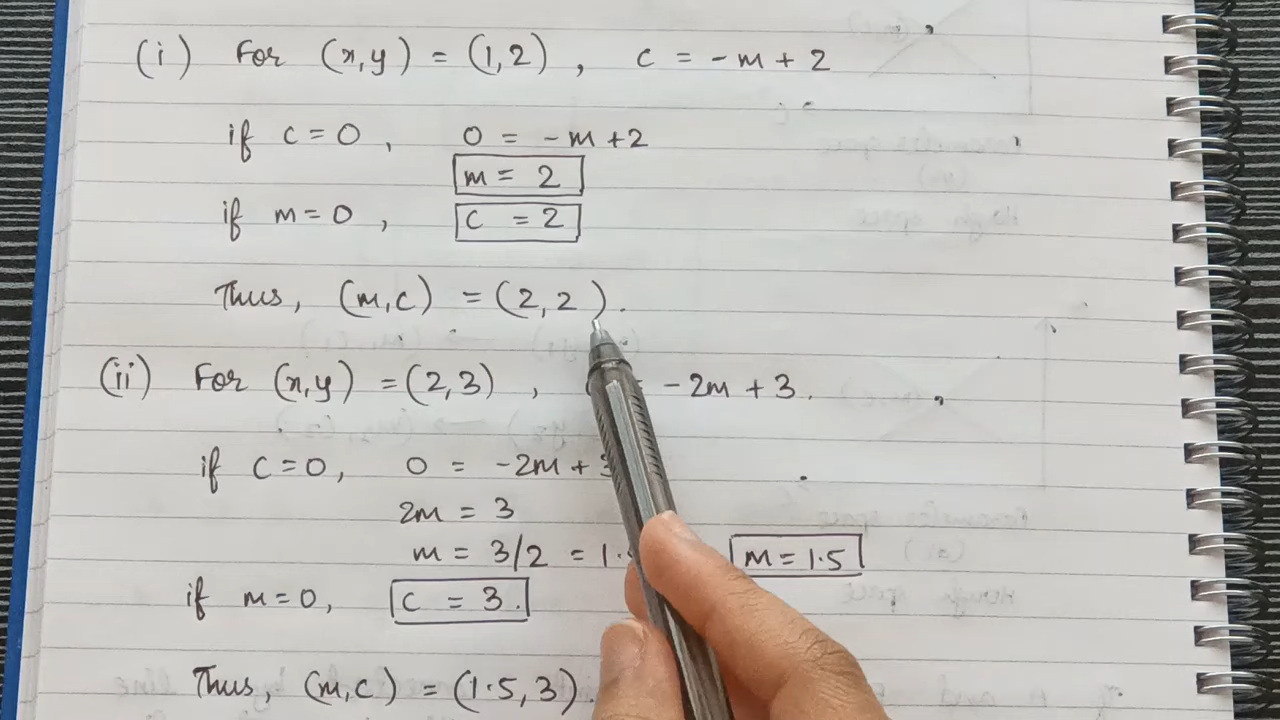 (i) For (x,y) = (1,2), c = -m + 2
if c = 0, 0 = -m + 2
m = 2
if m = 0, c = 2
Thus, (m,c) = (2,2).
(ii) For (x,y) = (2,3), = -2m + 3.
if c = 0, 0 = -2m + 3
2m = 3
m = 3/2 = 1. m = 1.5
if m = 0, c = 3.
Thus, (m,c) = (1.5,3).